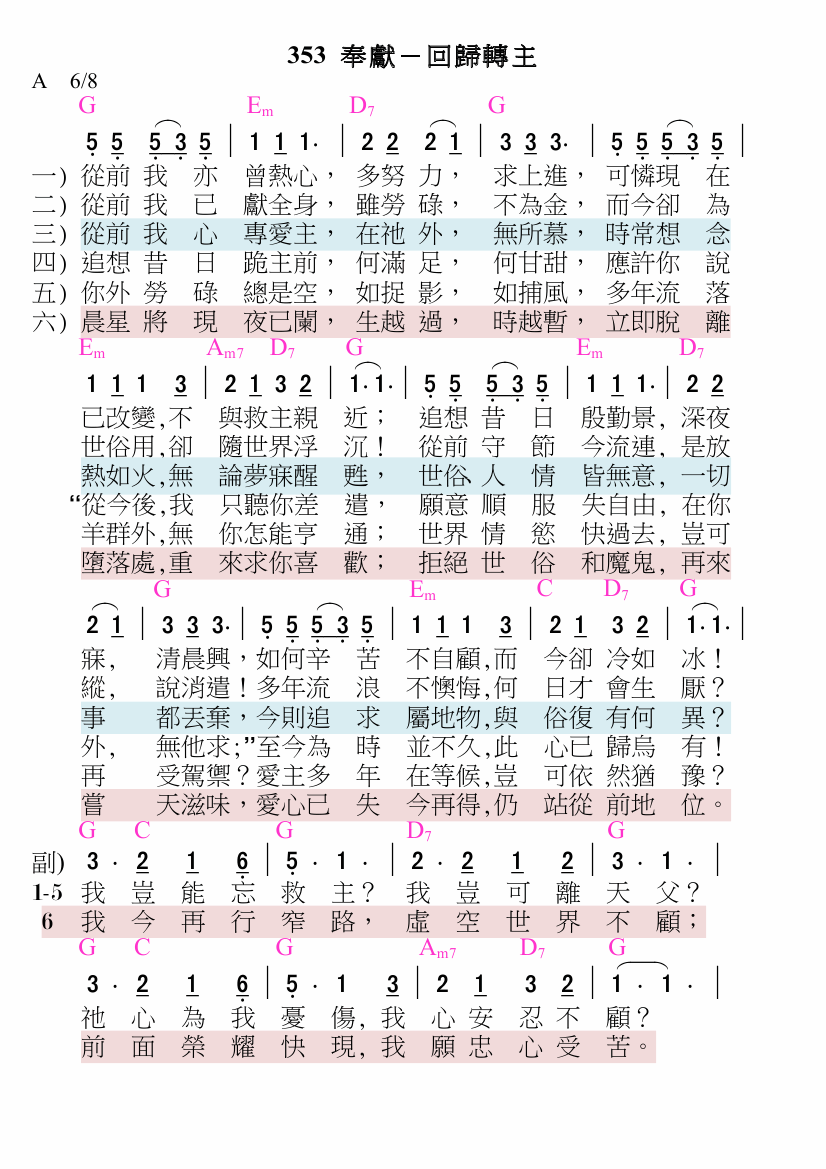 353 奉獻－回歸轉主
A 6/8
G Em D7 G
5 5 5 3 5 | 1 1 1· | 2 2 2 1 | 3 3 3· | 5 5 5 3 5 |
一) 從前 我 亦 曾熱心， 多努 力， 求上進， 可憐現 在
二) 從前 我 已 獻全身， 雖勞 碌， 不為金， 而今卻 為
三) 從前 我 心 專愛主， 在祂 外， 無所慕， 時常想 念
四) 追想 昔 日 跪主前， 何滿 足， 何甘甜， 應許你 說
五) 你外 勞 碌 總是空， 如捉 影， 如捕風， 多年流 落
六) 晨星 將 現 夜已闌， 生越 過， 時越暫， 立即脫 離
Em Am7 D7 G Em D7
1 1 1 3 | 2 1 3 2 | 1· 1· | 5 5 5 3 5 | 1 1 1· | 2 2
已改變,不 與救主親 近； 追想 昔 日 殷勤景, 深夜
世俗用,卻 隨世界浮 沉！ 從前 守 節 今流連, 是放
熱如火,無 論夢寐醒 甦， 世俗、人 情 皆無意, 一切
“從今後,我 只聽你差 遣， 願意 順 服 失自由, 在你
羊群外,無 你怎能亨 通； 世界 情 慾 快過去, 豈可
墮落處,重 來求你喜 歡； 拒絕 世 俗 和魔鬼, 再來
G Em C D7 G
2 1 | 3 3 3· | 5 5 5 3 5 | 1 1 1 3 | 2 1 3 2 | 1· 1· |
寐, 清晨興，如何辛 苦 不自顧,而 今卻 冷如 冰！
縱, 說消遣！多年流 浪 不懊悔,何 日才 會生 厭？
事 都丟棄，今則追 求 屬地物,與 俗復 有何 異？
外, 無他求;”至今為 時 並不久,此 心已 歸烏 有！
再 受駕禦？愛主多 年 在等候,豈 可依 然猶 豫？
嘗 天滋味，愛心已 失 今再得,仍 站從 前地 位。
G C G D7 G
副) 3 · 2 1 6 | 5 · 1 · | 2 · 2 1 2 | 3 · 1 · |
1-5 我 豈 能 忘 救 主？ 我 豈 可 離 天 父？
6 我 今 再 行 窄 路， 虛 空 世 界 不 顧；
G C G Am7 D7 G
3 · 2 1 6 | 5 · 1 3 | 2 1 3 2 | 1 · 1 · |
祂 心 為 我 憂 傷, 我 心 安 忍 不 顧？
前 面 榮 耀 快 現, 我 願 忠 心 受 苦。